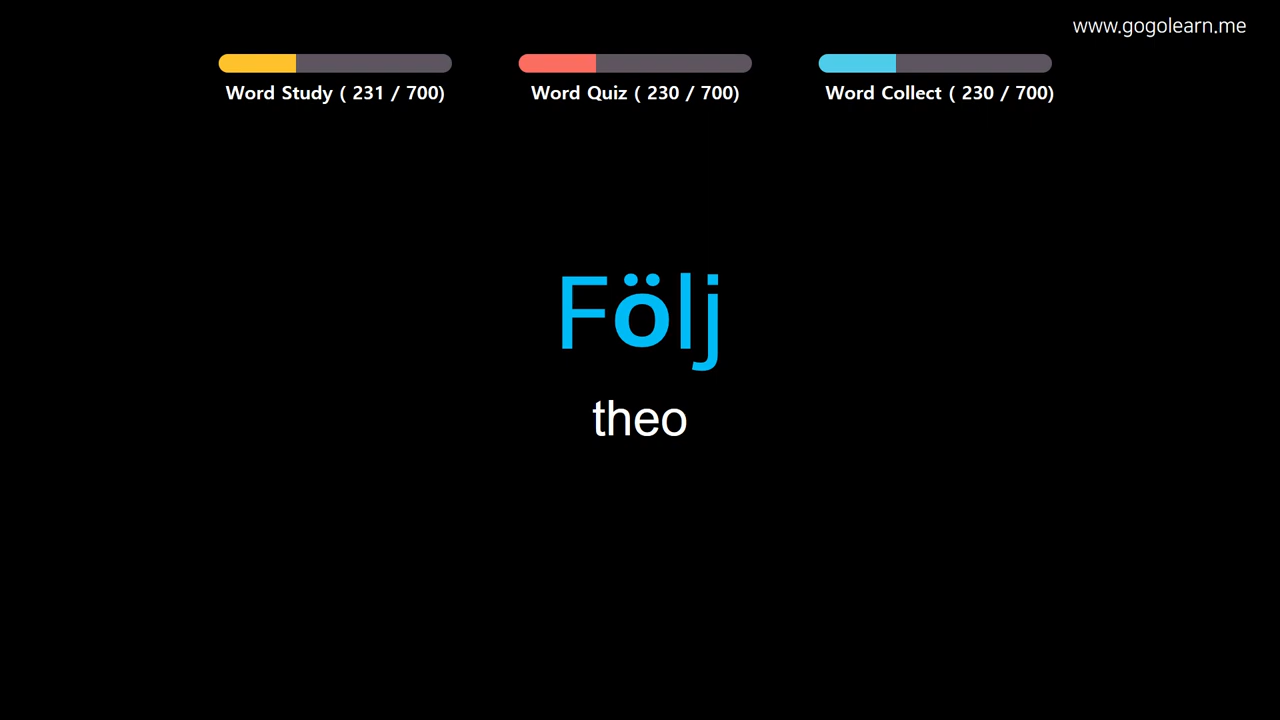 www.gogolearn.me
Word Study ( 231 / 700)
Word Quiz ( 230 / 700)
Word Collect ( 230 / 700)
Följ
theo